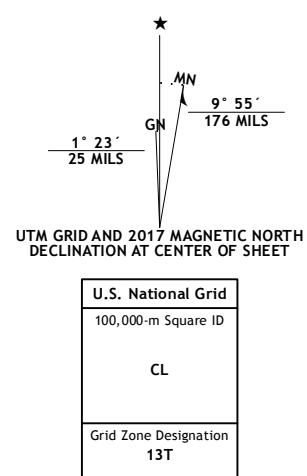 ★
MN
GN
9° 55´
176 MILS
1° 23´
25 MILS
UTM GRID AND 2017 MAGNETIC NORTH
DECLINATION AT CENTER OF SHEET
U.S. National Grid
100,000-m Square ID
CL
Grid Zone Designation
13T